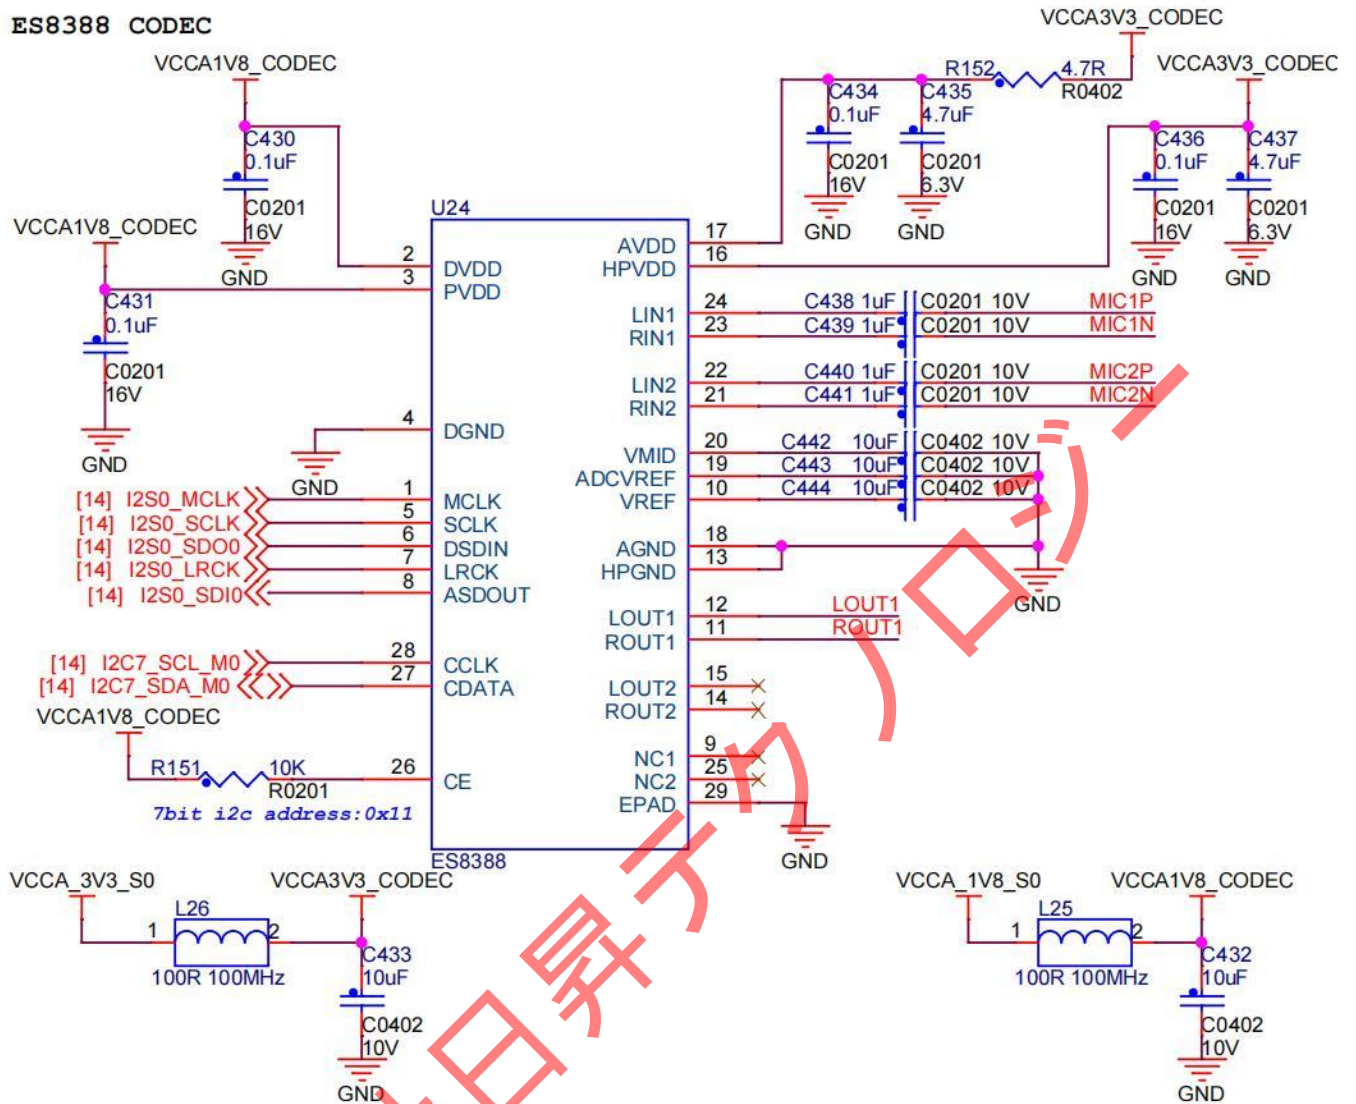 ES8388 CODEC
VCCA1V8_CODEC
C430
0.1uF
C0201
16V
GND
VCCA1V8_CODEC
C431
0.1uF
C0201
16V
GND
VCCA3V3_CODEC
R152 4.7R
R0402
C434
0.1uF
C0201
16V
GND
C435
4.7uF
C0201
6.3V
GND
VCCA3V3_CODEC
C436
0.1uF
C0201
16V
GND
C437
4.7uF
C0201
6.3V
GND
U24
2 DVDD
3 PVDD
4 DGND
GND
[14] I2S0_MCLK 1 MCLK
[14] I2S0_SCLK 5 SCLK
[14] I2S0_SDO0 6 DSDIN
[14] I2S0_LRCK 7 LRCK
[14] I2S0_SDI0 8 ASDOUT
[14] I2C7_SCL_M0 28 CCLK
[14] I2C7_SDA_M0 27 CDATA
VCCA1V8_CODEC
R151 10K 26 CE
R0201
7bit i2c address:0x11
AVDD 17
HPVDD 16
LIN1 24 C438 1uF C0201 10V MIC1P
RIN1 23 C439 1uF C0201 10V MIC1N
LIN2 22 C440 1uF C0201 10V MIC2P
RIN2 21 C441 1uF C0201 10V MIC2N
VMID 20 C442 10uF C0402 10V
ADCVREF 19 C443 10uF C0402 10V
VREF 10 C444 10uF C0402 10V
AGND 18
HPGND 13
GND
LOUT1 12 LOUT1
ROUT1 11 ROUT1
LOUT2 15
ROUT2 14
NC1 9
NC2 25
EPAD 29
GND
ES8388
VCCA_3V3_S0 VCCA3V3_CODEC
L26
1 2
100R 100MHz
C433
10uF
C0402
10V
GND
VCCA_1V8_S0 VCCA1V8_CODEC
L25
1 2
100R 100MHz
C432
10uF
C0402
10V
GND
日昇テクノロジー